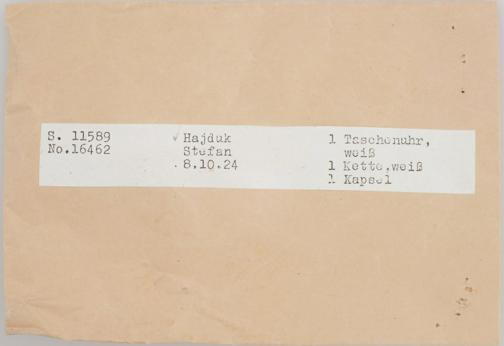 S. 11589
No.16462
Hajduk
Stefan
8.10.24
1 Taschenuhr,
weiß
1 Kette,weiß
1 Kapsel